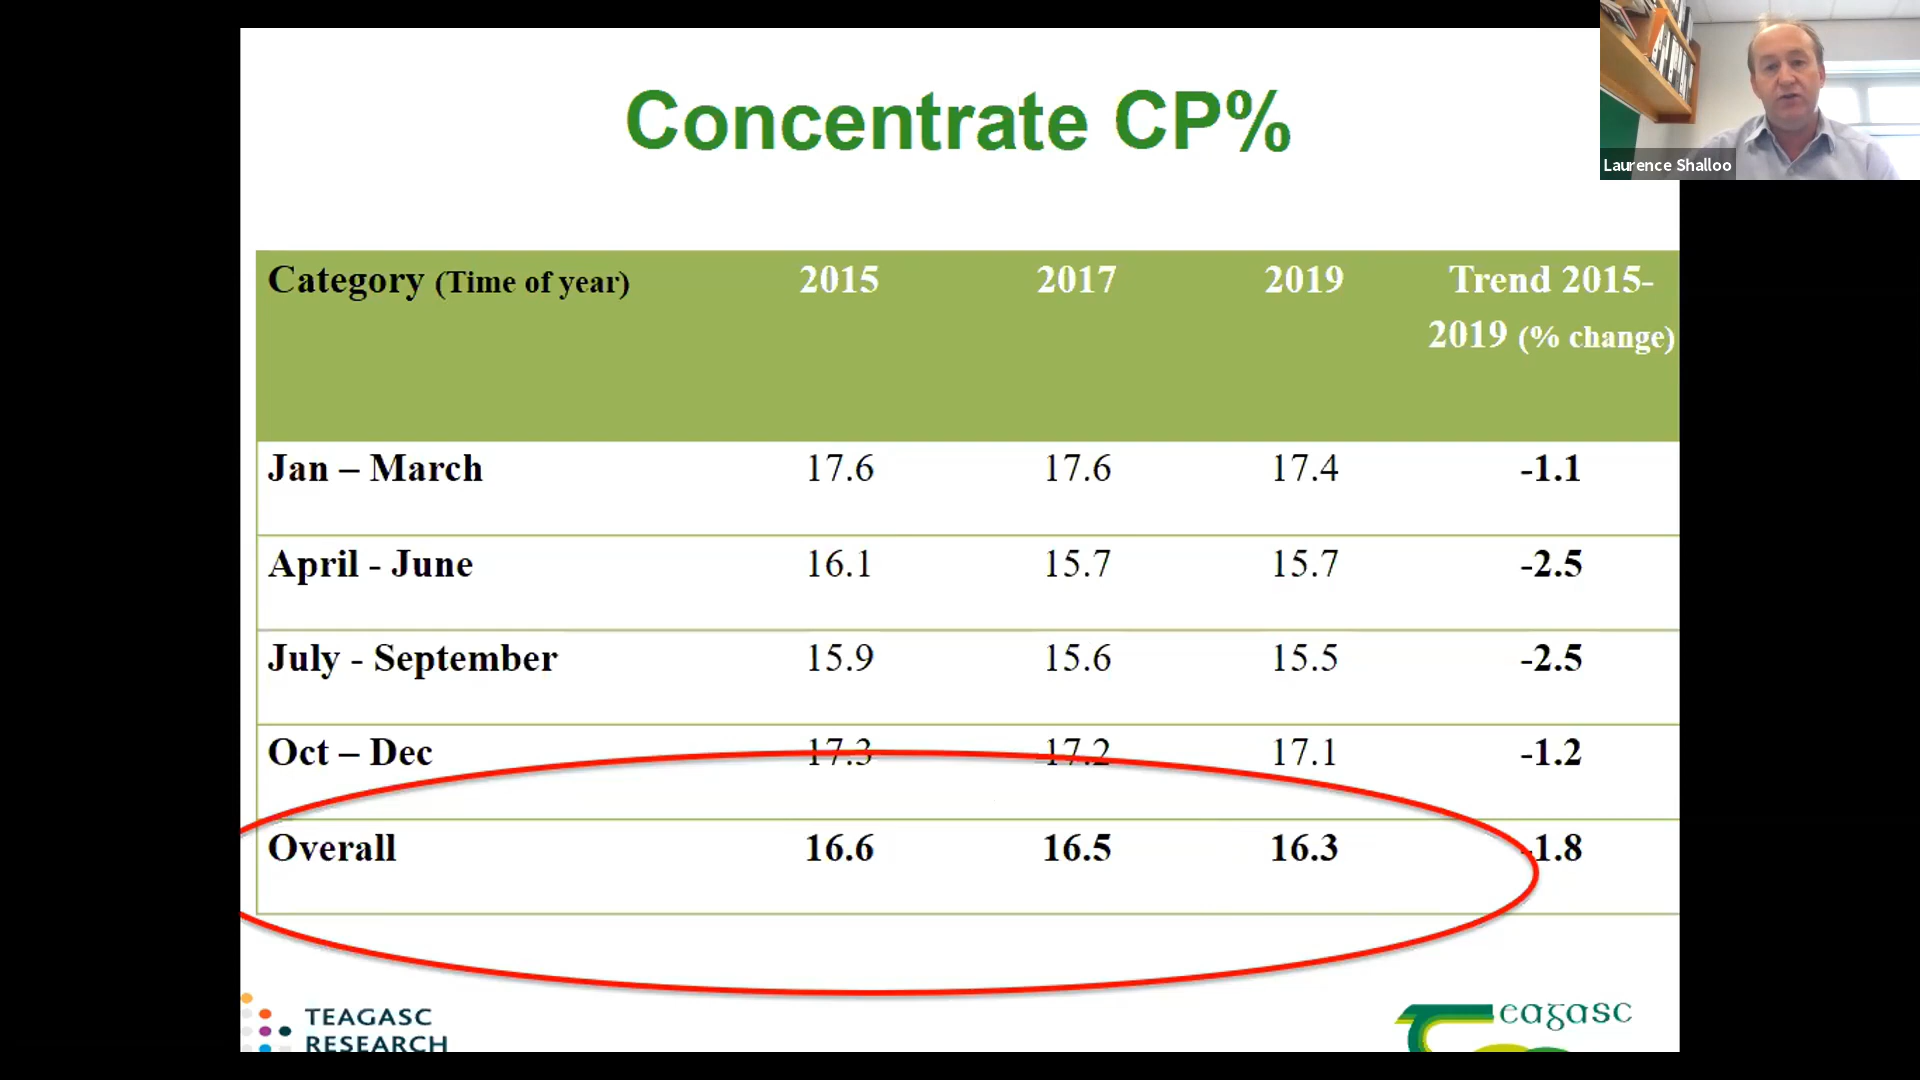 Concentrate CP%
Laurence Shalloo
Category (Time of year) 2015 2017 2019 Trend 2015-
2019 (% change)
Jan – March 17.6 17.6 17.4 -1.1
April - June 16.1 15.7 15.7 -2.5
July - September 15.9 15.6 15.5 -2.5
Oct – Dec 17.3 17.2 17.1 -1.2
Overall 16.6 16.5 16.3 -1.8
TEAGASC
RESEARCH
eagasc